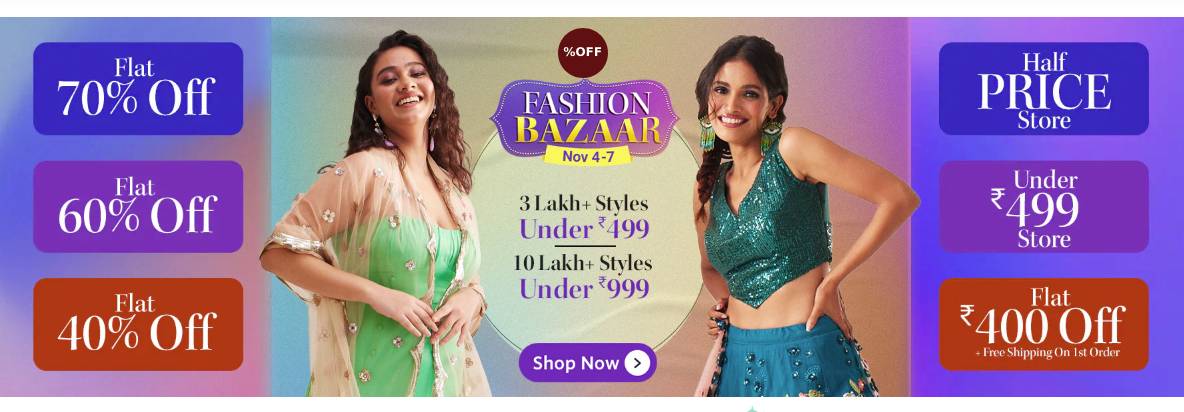 Flat
70% Off
Flat
60% Off
Flat
40% Off
%OFF
FASHION
BAZAAR
Nov 4-7
3 Lakh+ Styles
Under ₹499
10 Lakh+ Styles
Under ₹999
Shop Now
Half
PRICE
Store
Under
₹499
Store
Flat
₹400 Off
+ Free Shipping On 1st Order